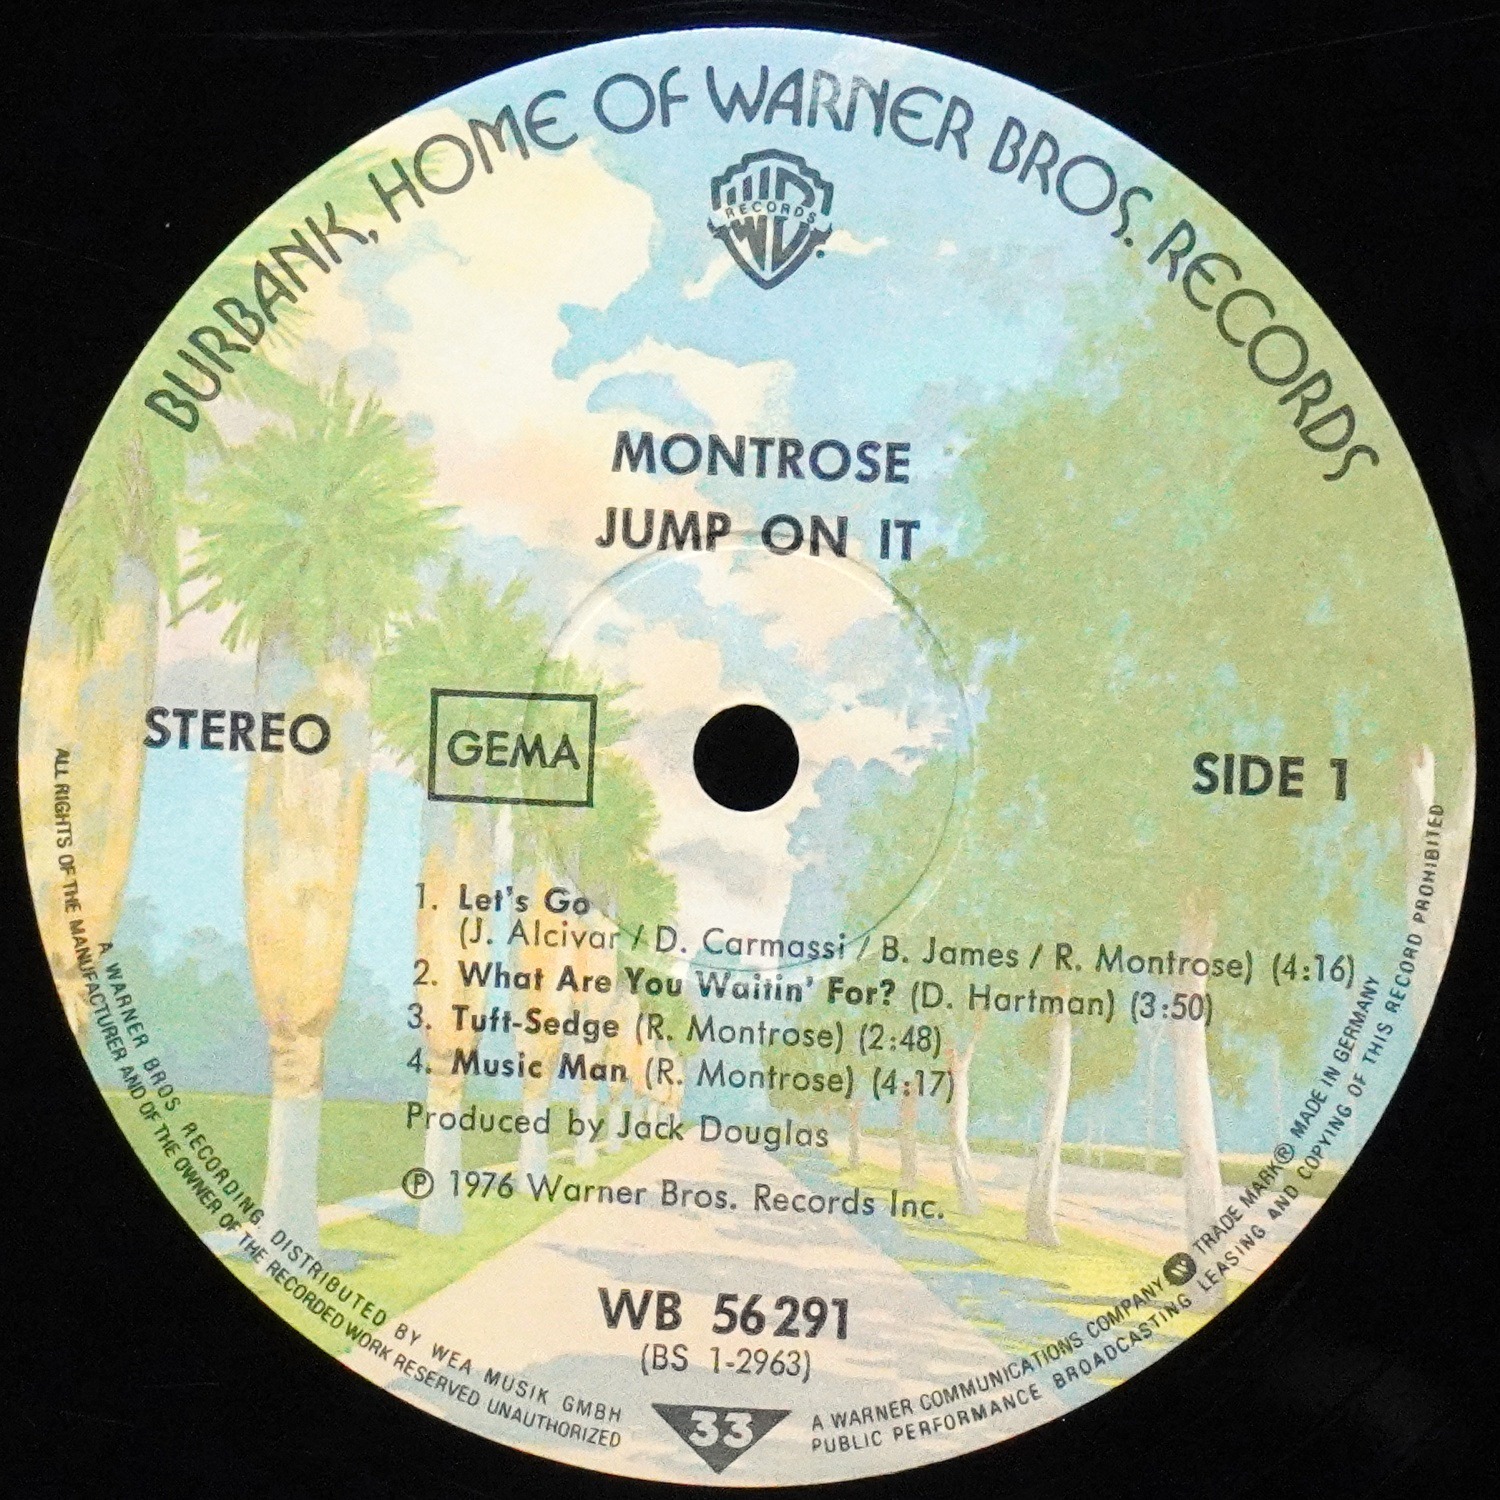 BURBANK, HOME OF WARNER BROS. RECORDS
W RECORDS
MONTROSE
JUMP ON IT
STEREO
GEMA
SIDE 1
1. Let's Go
(J. Alcivar / D. Carmassi / B. James / R. Montrose) (4:16)
2. What Are You Waitin' For? (D. Hartman) (3:50)
3. Tuft-Sedge (R. Montrose) (2:48)
4. Music Man (R. Montrose) (4:17)
Produced by Jack Douglas
℗ 1976 Warner Bros. Records Inc.
WB 56 291
(BS 1-2963)
33
A WARNER BROS RECORDING DISTRIBUTED BY WEA MUSIK GMBH
A WARNER COMMUNICATIONS COMPANY W TRADE MARK® MADE IN GERMANY
ALL RIGHTS OF THE MANUFACTURER AND OF THE OWNER OF THE RECORDED WORK RESERVED UNAUTHORIZED
PUBLIC PERFORMANCE BROADCASTING LEASING AND COPYING OF THIS RECORD PROHIBITED